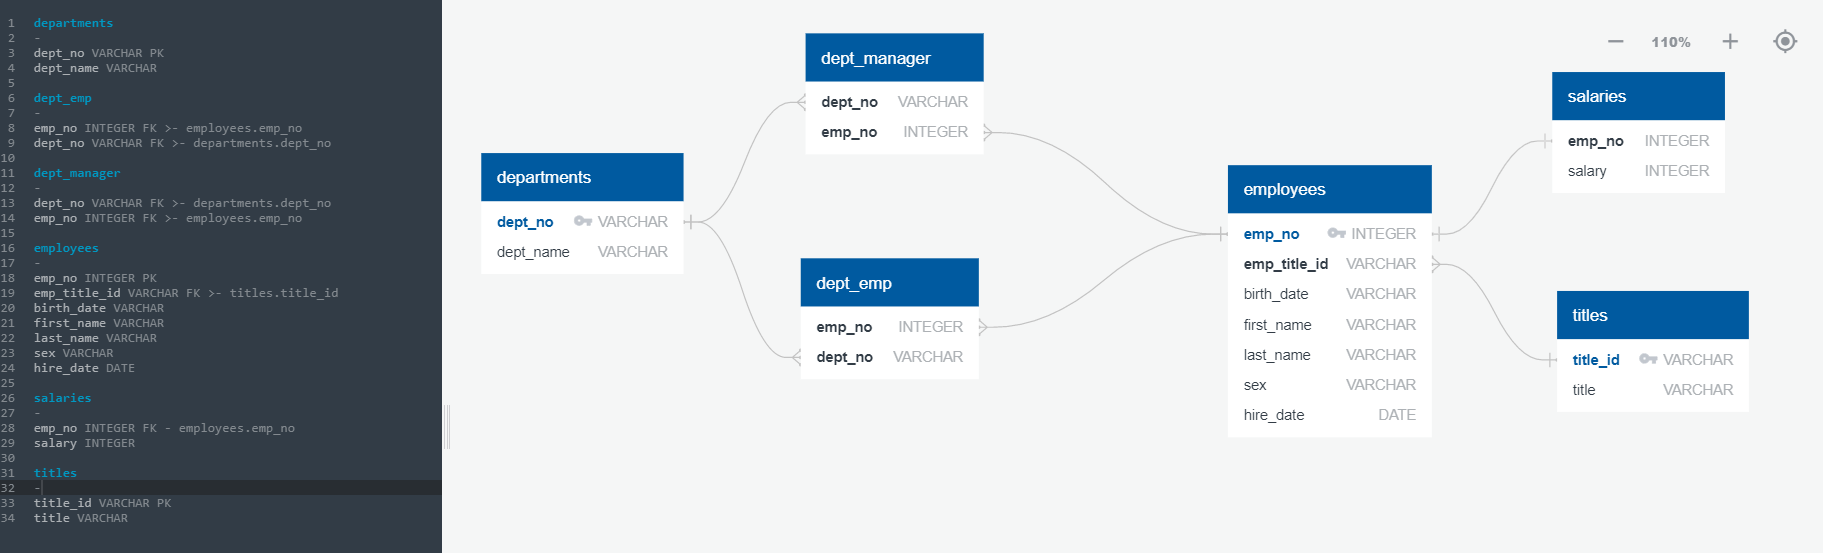 1 departments
2 -
3 dept_no VARCHAR PK
4 dept_name VARCHAR
5
6 dept_emp
7 -
8 emp_no INTEGER FK >- employees.emp_no
9 dept_no VARCHAR FK >- departments.dept_no
10
11 dept_manager
12 -
13 dept_no VARCHAR FK >- departments.dept_no
14 emp_no INTEGER FK >- employees.emp_no
15
16 employees
17 -
18 emp_no INTEGER PK
19 emp_title_id VARCHAR FK >- titles.title_id
20 birth_date VARCHAR
21 first_name VARCHAR
22 last_name VARCHAR
23 sex VARCHAR
24 hire_date DATE
25
26 salaries
27 -
28 emp_no INTEGER FK - employees.emp_no
29 salary INTEGER
30
31 titles
32 -
33 title_id VARCHAR PK
34 title VARCHAR
departments
dept_no VARCHAR
dept_name VARCHAR
dept_manager
dept_no VARCHAR
emp_no INTEGER
dept_emp
emp_no INTEGER
dept_no VARCHAR
employees
emp_no INTEGER
emp_title_id VARCHAR
birth_date VARCHAR
first_name VARCHAR
last_name VARCHAR
sex VARCHAR
hire_date DATE
110%
salaries
emp_no INTEGER
salary INTEGER
titles
title_id VARCHAR
title VARCHAR